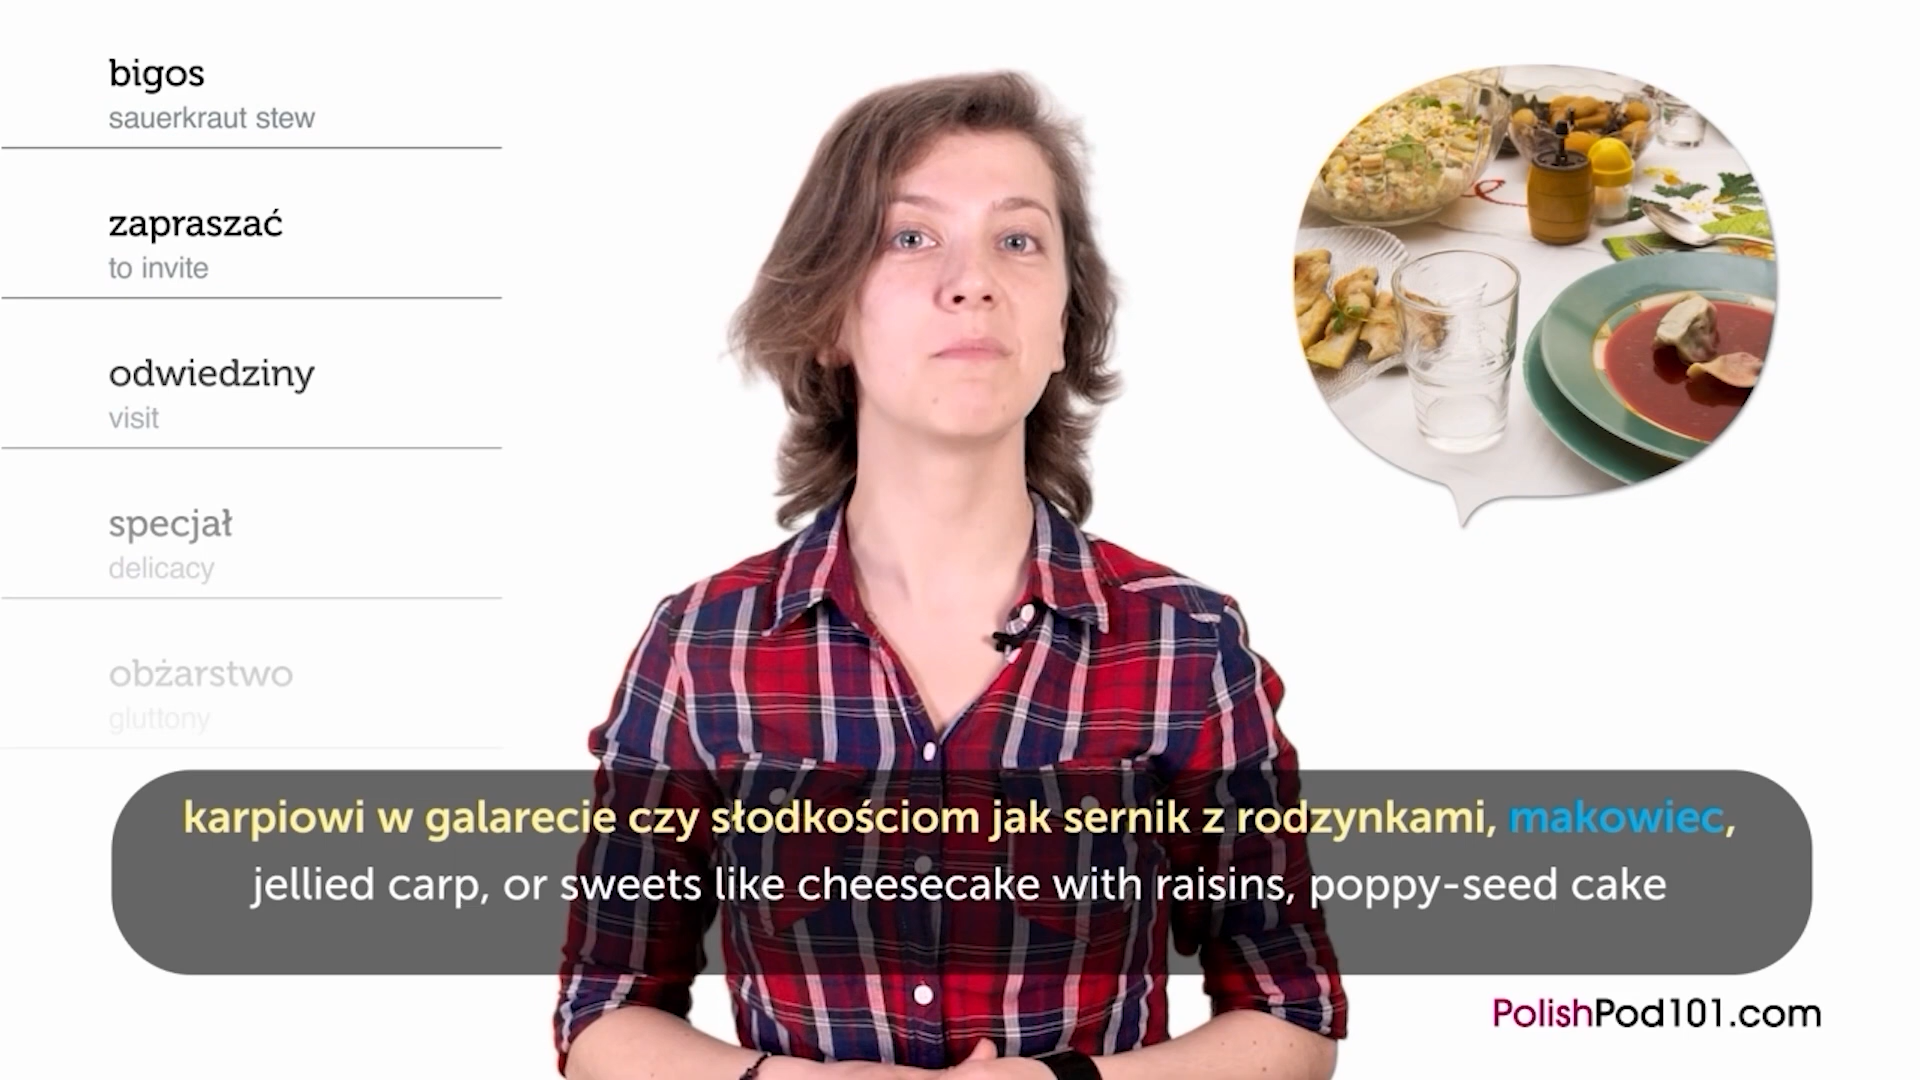 bigos
sauerkraut stew
zapraszać
to invite
odwiedziny
visit
specjał
delicacy
obżarstwo
gluttony
karpiowi w galarecie czy słodkościom jak sernik z rodzynkami, makowiec,
jellied carp, or sweets like cheesecake with raisins, poppy-seed cake
PolishPod101.com